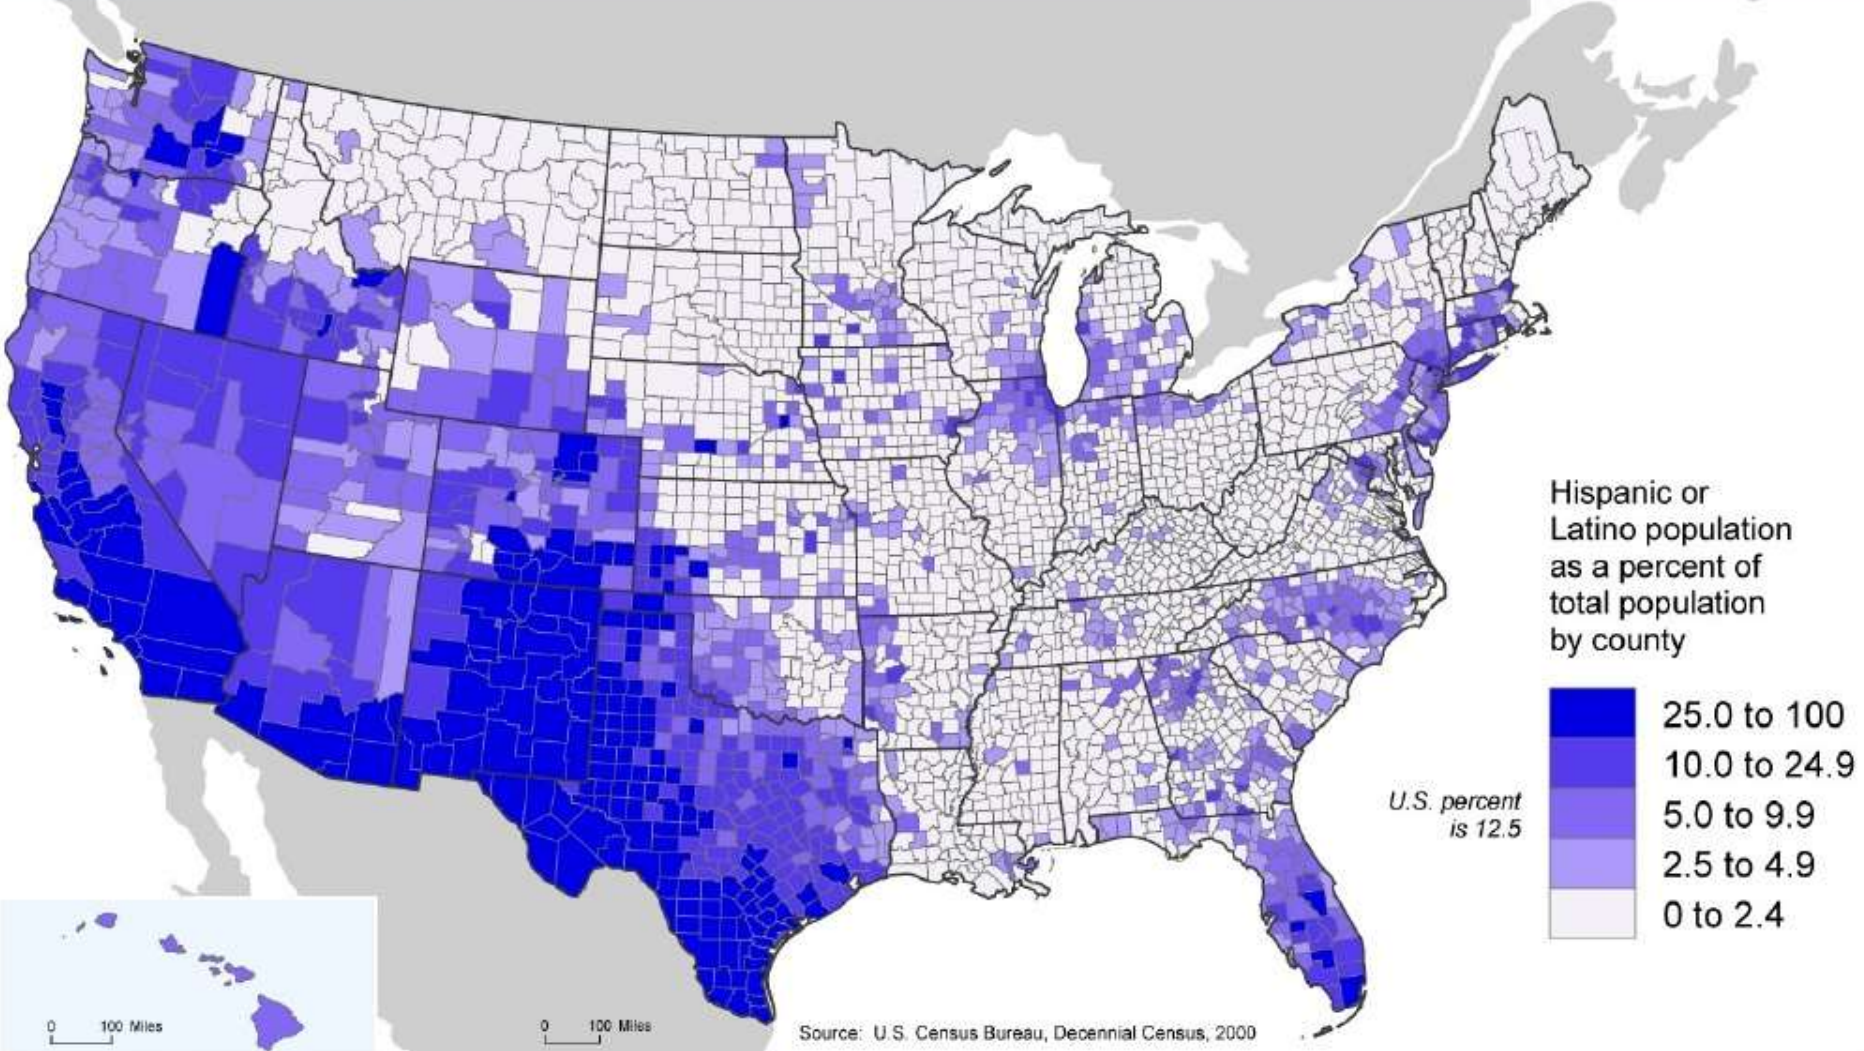 Hispanic or
Latino population
as a percent of
total population
by county
25.0 to 100
10.0 to 24.9
5.0 to 9.9
2.5 to 4.9
0 to 2.4
U.S. percent
is 12.5
0 100 Miles
0 100 Miles
Source: U.S. Census Bureau, Decennial Census, 2000